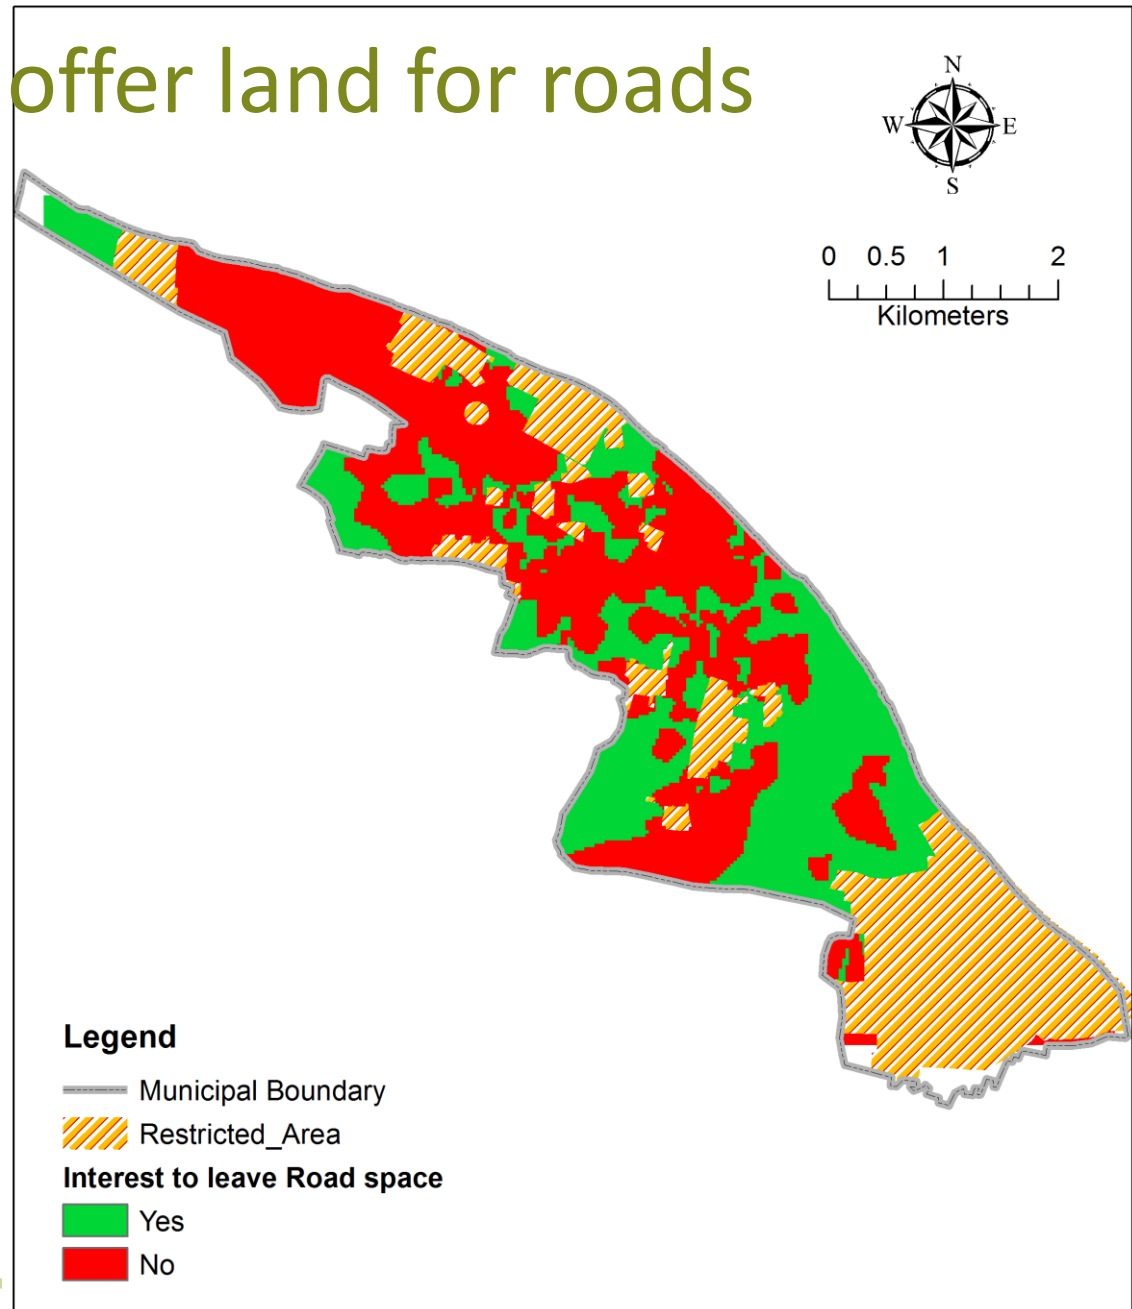 offer land for roads
N
W E
S
0 0.5 1 2
Kilometers
Legend
Municipal Boundary
Restricted_Area
Interest to leave Road space
Yes
No